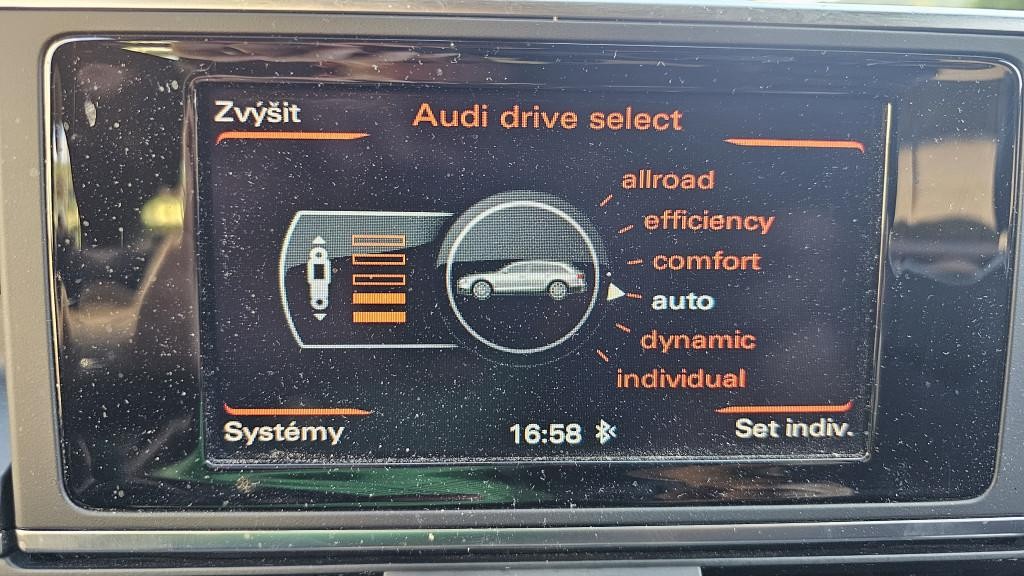 Zvýšit
Audi drive select
allroad
efficiency
comfort
auto
dynamic
individual
Systémy
16:58
Set indiv.